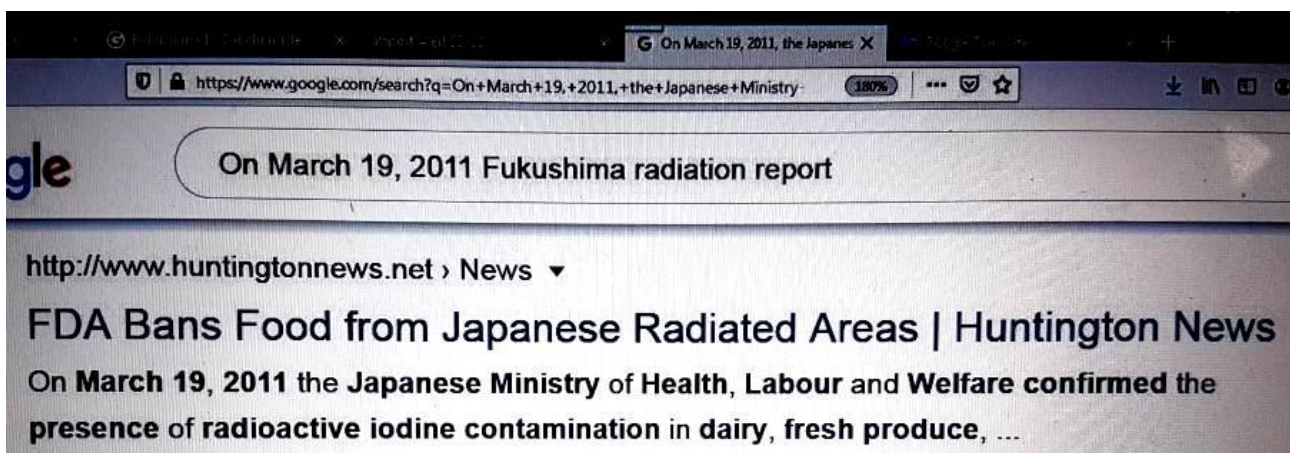 On March 19, 2011, the Japanes X
https://www.google.com/search?q=On+March+19,+2011,+the+Japanese+Ministry 180%
gle On March 19, 2011 Fukushima radiation report
http://www.huntingtonnews.net › News
FDA Bans Food from Japanese Radiated Areas | Huntington News
On March 19, 2011 the Japanese Ministry of Health, Labour and Welfare confirmed the
presence of radioactive iodine contamination in dairy, fresh produce, ...